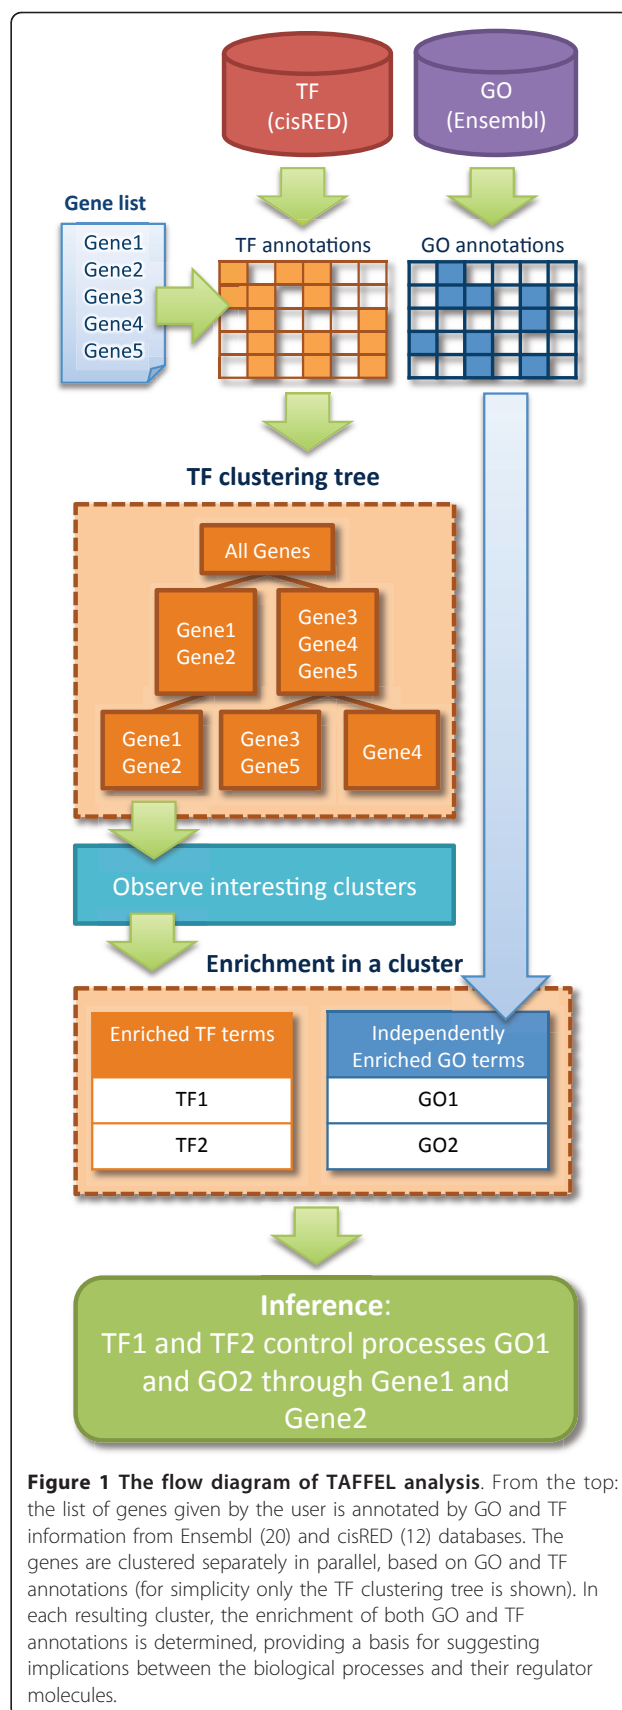 TF
(cisRED)
GO
(Ensembl)
Gene list
Gene1
Gene2
Gene3
Gene4
Gene5
TF annotations
GO annotations
TF clustering tree
All Genes
Gene1
Gene2
Gene3
Gene4
Gene5
Gene1
Gene2
Gene3
Gene5
Gene4
Observe interesting clusters
Enrichment in a cluster
Enriched TF terms
TF1
TF2
Independently
Enriched GO terms
GO1
GO2
Inference:
TF1 and TF2 control processes GO1
and GO2 through Gene1 and
Gene2
Figure 1 The flow diagram of TAFFEL analysis. From the top:
the list of genes given by the user is annotated by GO and TF
information from Ensembl (20) and cisRED (12) databases. The
genes are clustered separately in parallel, based on GO and TF
annotations (for simplicity only the TF clustering tree is shown). In
each resulting cluster, the enrichment of both GO and TF
annotations is determined, providing a basis for suggesting
implications between the biological processes and their regulator
molecules.